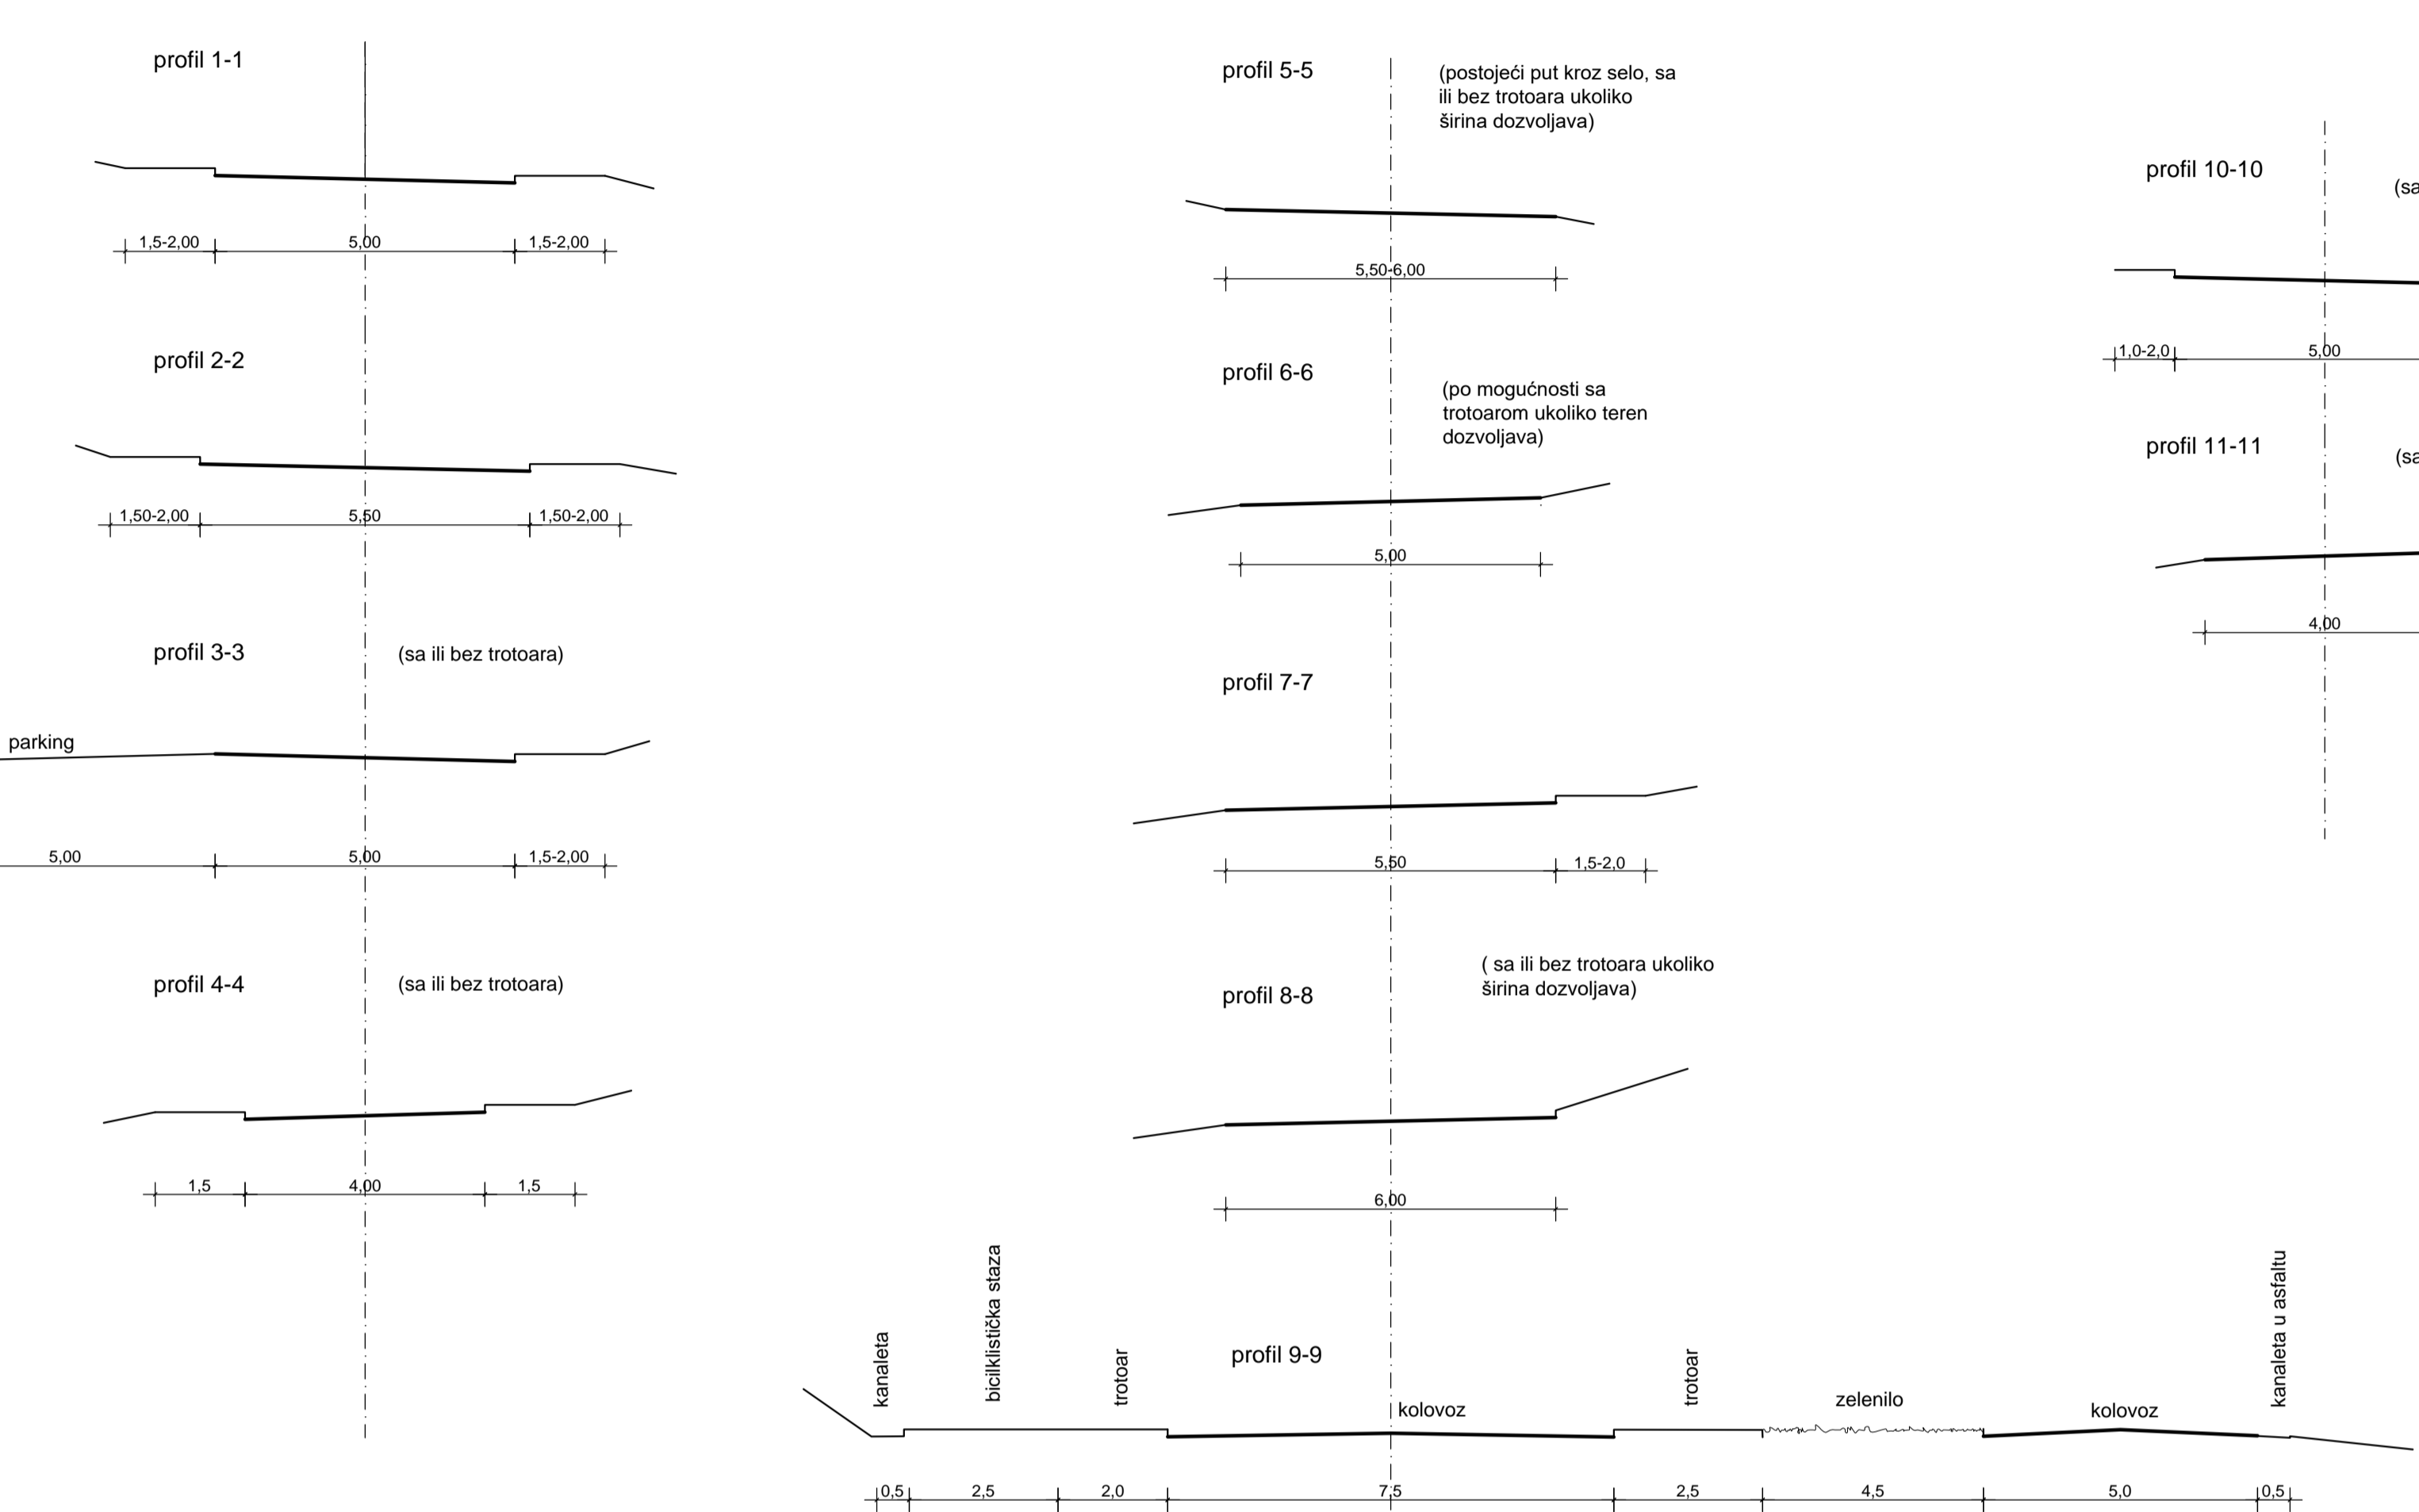 profil 1-1
1,5-2,00 5,00 1,5-2,00
profil 2-2
1,50-2,00 5,50 1,50-2,00
profil 3-3 (sa ili bez trotoara)
parking
5,00 5,00 1,5-2,00
profil 4-4 (sa ili bez trotoara)
1,5 4,00 1,5
profil 5-5
(postojeći put kroz selo, sa
ili bez trotoara ukoliko
širina dozvoljava)
5,50-6,00
profil 6-6
(po mogućnosti sa
trotoarom ukoliko teren
dozvoljava)
5,00
profil 7-7
5,50 1,5-2,0
profil 8-8
( sa ili bez trotoara ukoliko
širina dozvoljava)
6,00
profil 9-9
kanaleta
bicilklistička staza
trotoar
kolovoz
trotoar
zelenilo
kolovoz
kanaleta u asfaltu
0,5 2,5 2,0 7,5 2,5 4,5 5,0 0,5
profil 10-10
(sa
1,0-2,0 5,00
profil 11-11
(sa
4,00